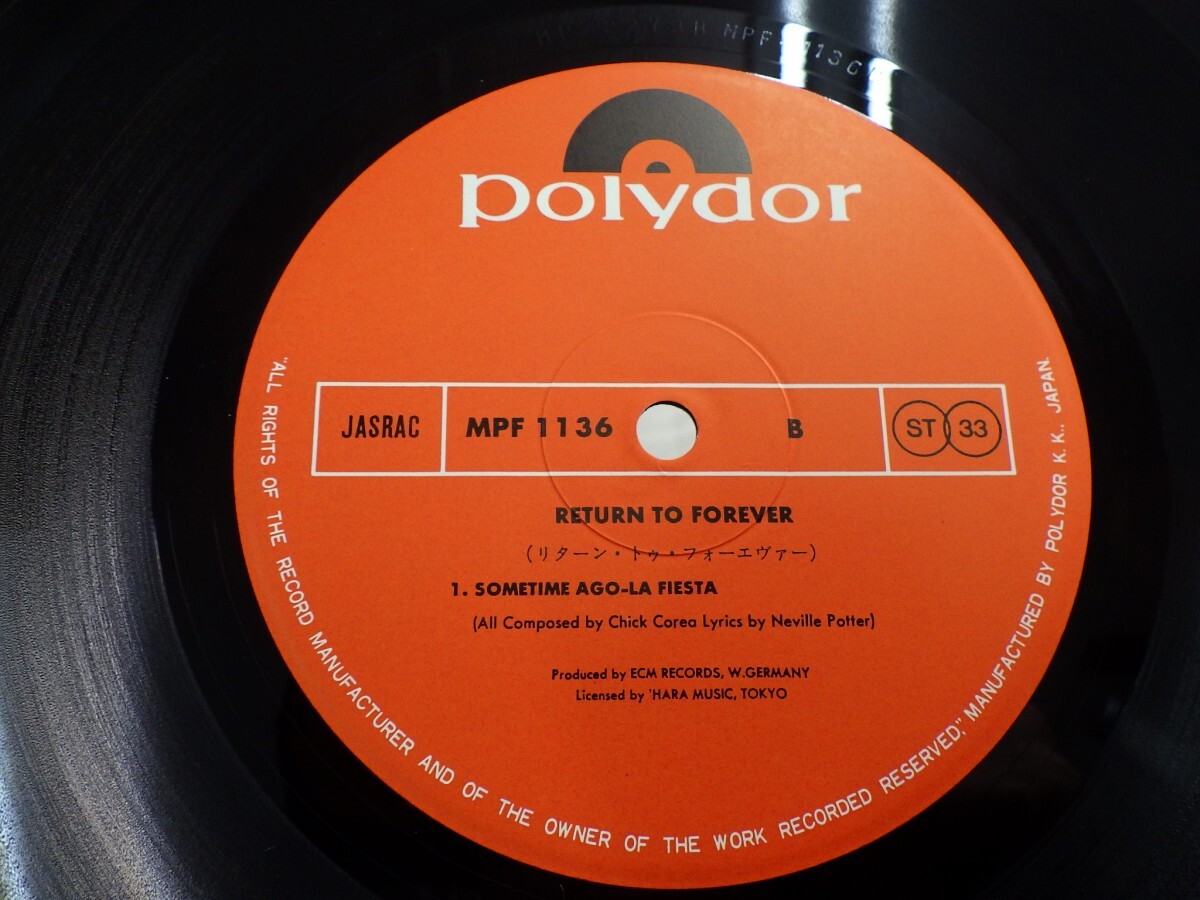 polydor
JASRAC
MPF 1136
B
ST 33
RETURN TO FOREVER
(リターン・トゥ・フォーエヴァー)
1. SOMETIME AGO-LA FIESTA
(All Composed by Chick Corea Lyrics by Neville Potter)
Produced by ECM RECORDS, W.GERMANY
Licensed by 'HARA MUSIC, TOKYO
"ALL RIGHTS OF THE RECORD MANUFACTURER AND OF THE OWNER OF THE WORK RECORDED RESERVED," MANUFACTURED BY POLYDOR K.K., JAPAN.